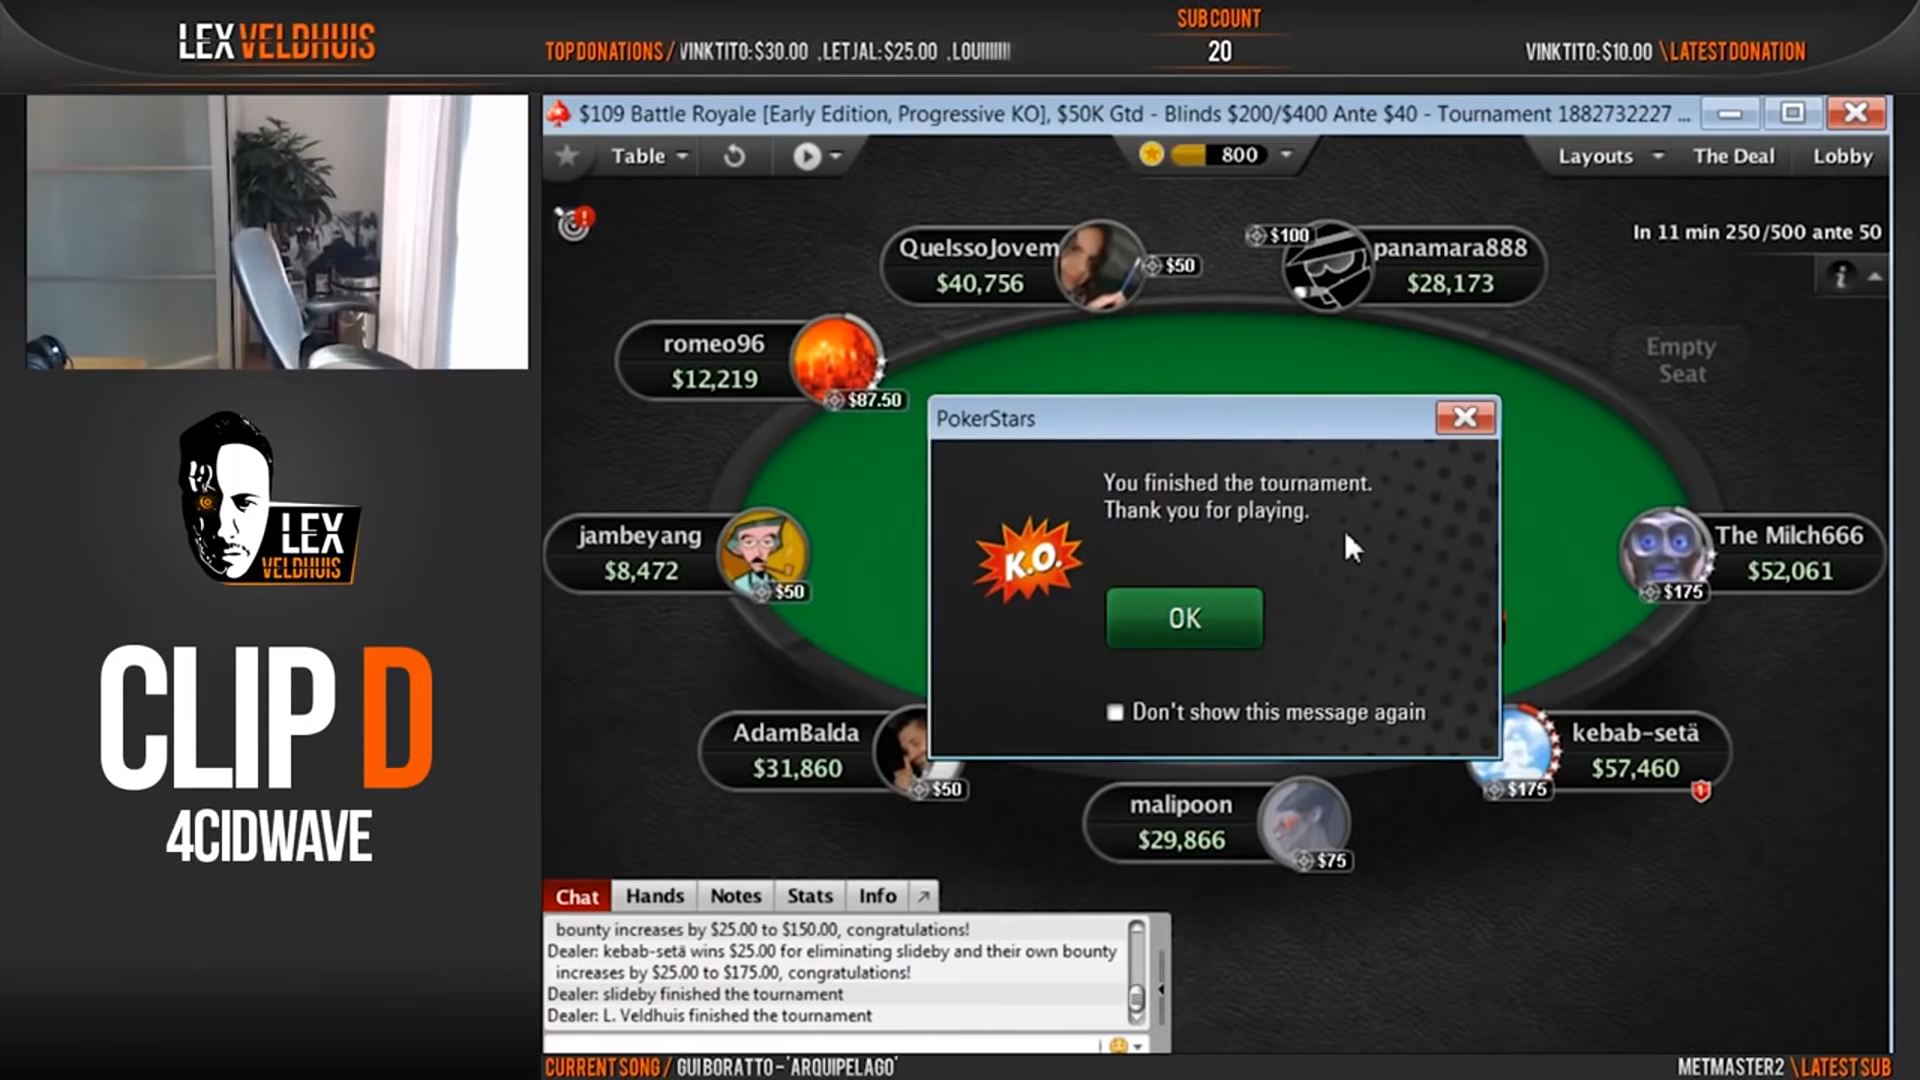 LEX VELDHUIS
TOP DONATIONS / VINKTITO: $30.00 , LETJAL: $25.00 , LOUIIIIIII
SUB COUNT
20
VINKTITO: $10.00 \ LATEST DONATION
$109 Battle Royale [Early Edition, Progressive KO], $50K Gtd - Blinds $200/$400 Ante $40 - Tournament 1882732227 ...
Table
800
Layouts
The Deal
Lobby
In 11 min 250/500 ante 50
QueIssoJovem
$40,756
$50
$100
panamara888
$28,173
romeo96
$12,219
$87.50
Empty
Seat
PokerStars
You finished the tournament.
Thank you for playing.
K.O.
OK
Don't show this message again
jambeyang
$8,472
$50
The Milch666
$52,061
$175
LEX
VELDHUIS
CLIP D
4CIDWAVE
AdamBalda
$31,860
$50
malipoon
$29,866
$75
kebab-setä
$57,460
$175
Chat
Hands
Notes
Stats
Info
bounty increases by $25.00 to $150.00, congratulations!
Dealer: kebab-setä wins $25.00 for eliminating slideby and their own bounty
increases by $25.00 to $175.00, congratulations!
Dealer: slideby finished the tournament
Dealer: L. Veldhuis finished the tournament
CURRENT SONG / GUI BORATTO - 'ARQUIPELAGO'
METMASTER2 \ LATEST SUB